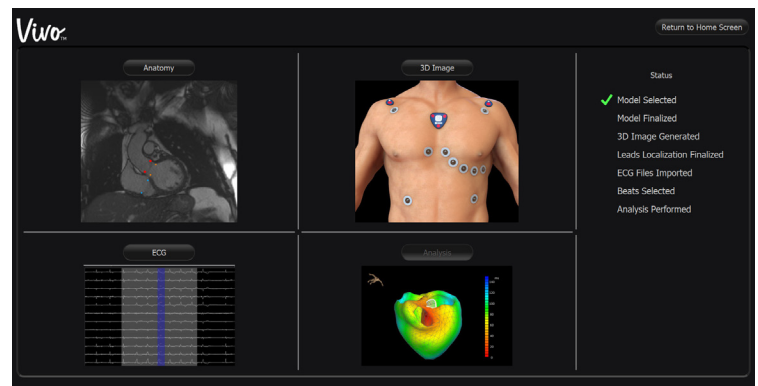 Vivo™
Return to Home Screen
Anatomy
3D Image
Status
Model Selected
Model Finalized
3D Image Generated
Leads Localization Finalized
ECG Files Imported
Beats Selected
Analysis Performed
ECG
Analysis